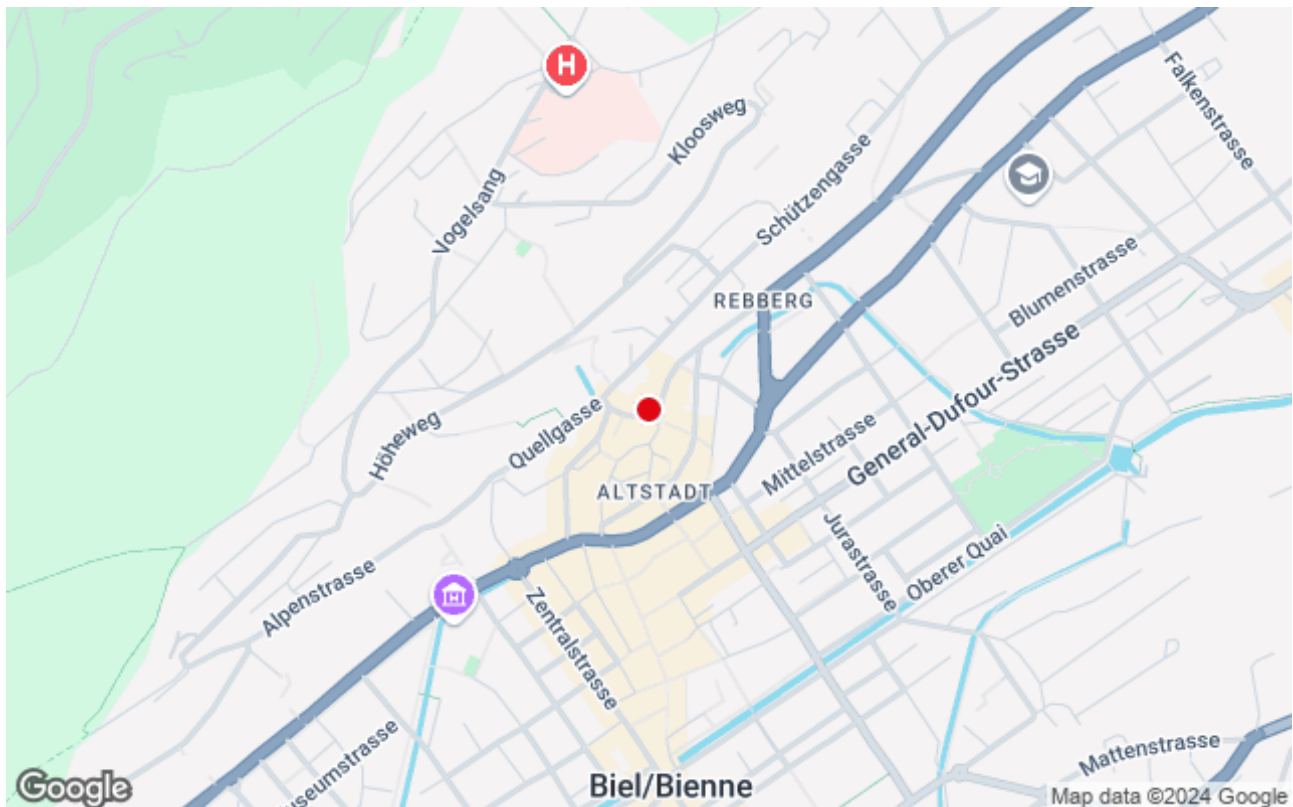 H
Falkenstrasse
Kloosweg
Vogelsang
Schützengasse
Blumenstrasse
REBBERG
General-Dufour-Strasse
Höheweg
Quellgasse
Mittelstrasse
ALTSTADT
Jurastrasse
Oberer Quai
Alpenstrasse
H
Zentralstrasse
useumstrasse
Mattenstrasse
Biel/Bienne
Google
Map data ©2024 Google